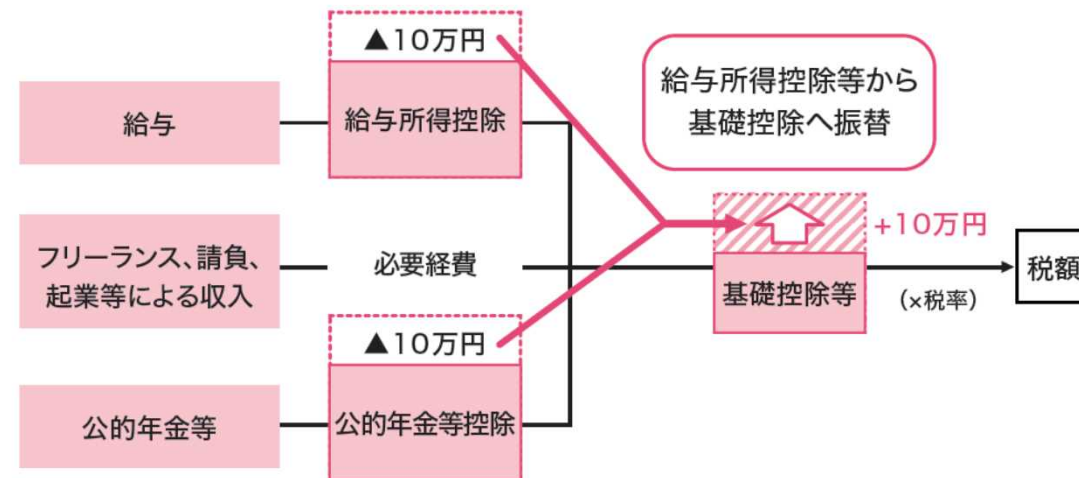 ▲10万円
給与
給与所得控除
給与所得控除等から
基礎控除へ振替
フリーランス、請負、
起業等による収入
必要経費
+10万円
基礎控除等
(×税率)
税額
▲10万円
公的年金等
公的年金等控除